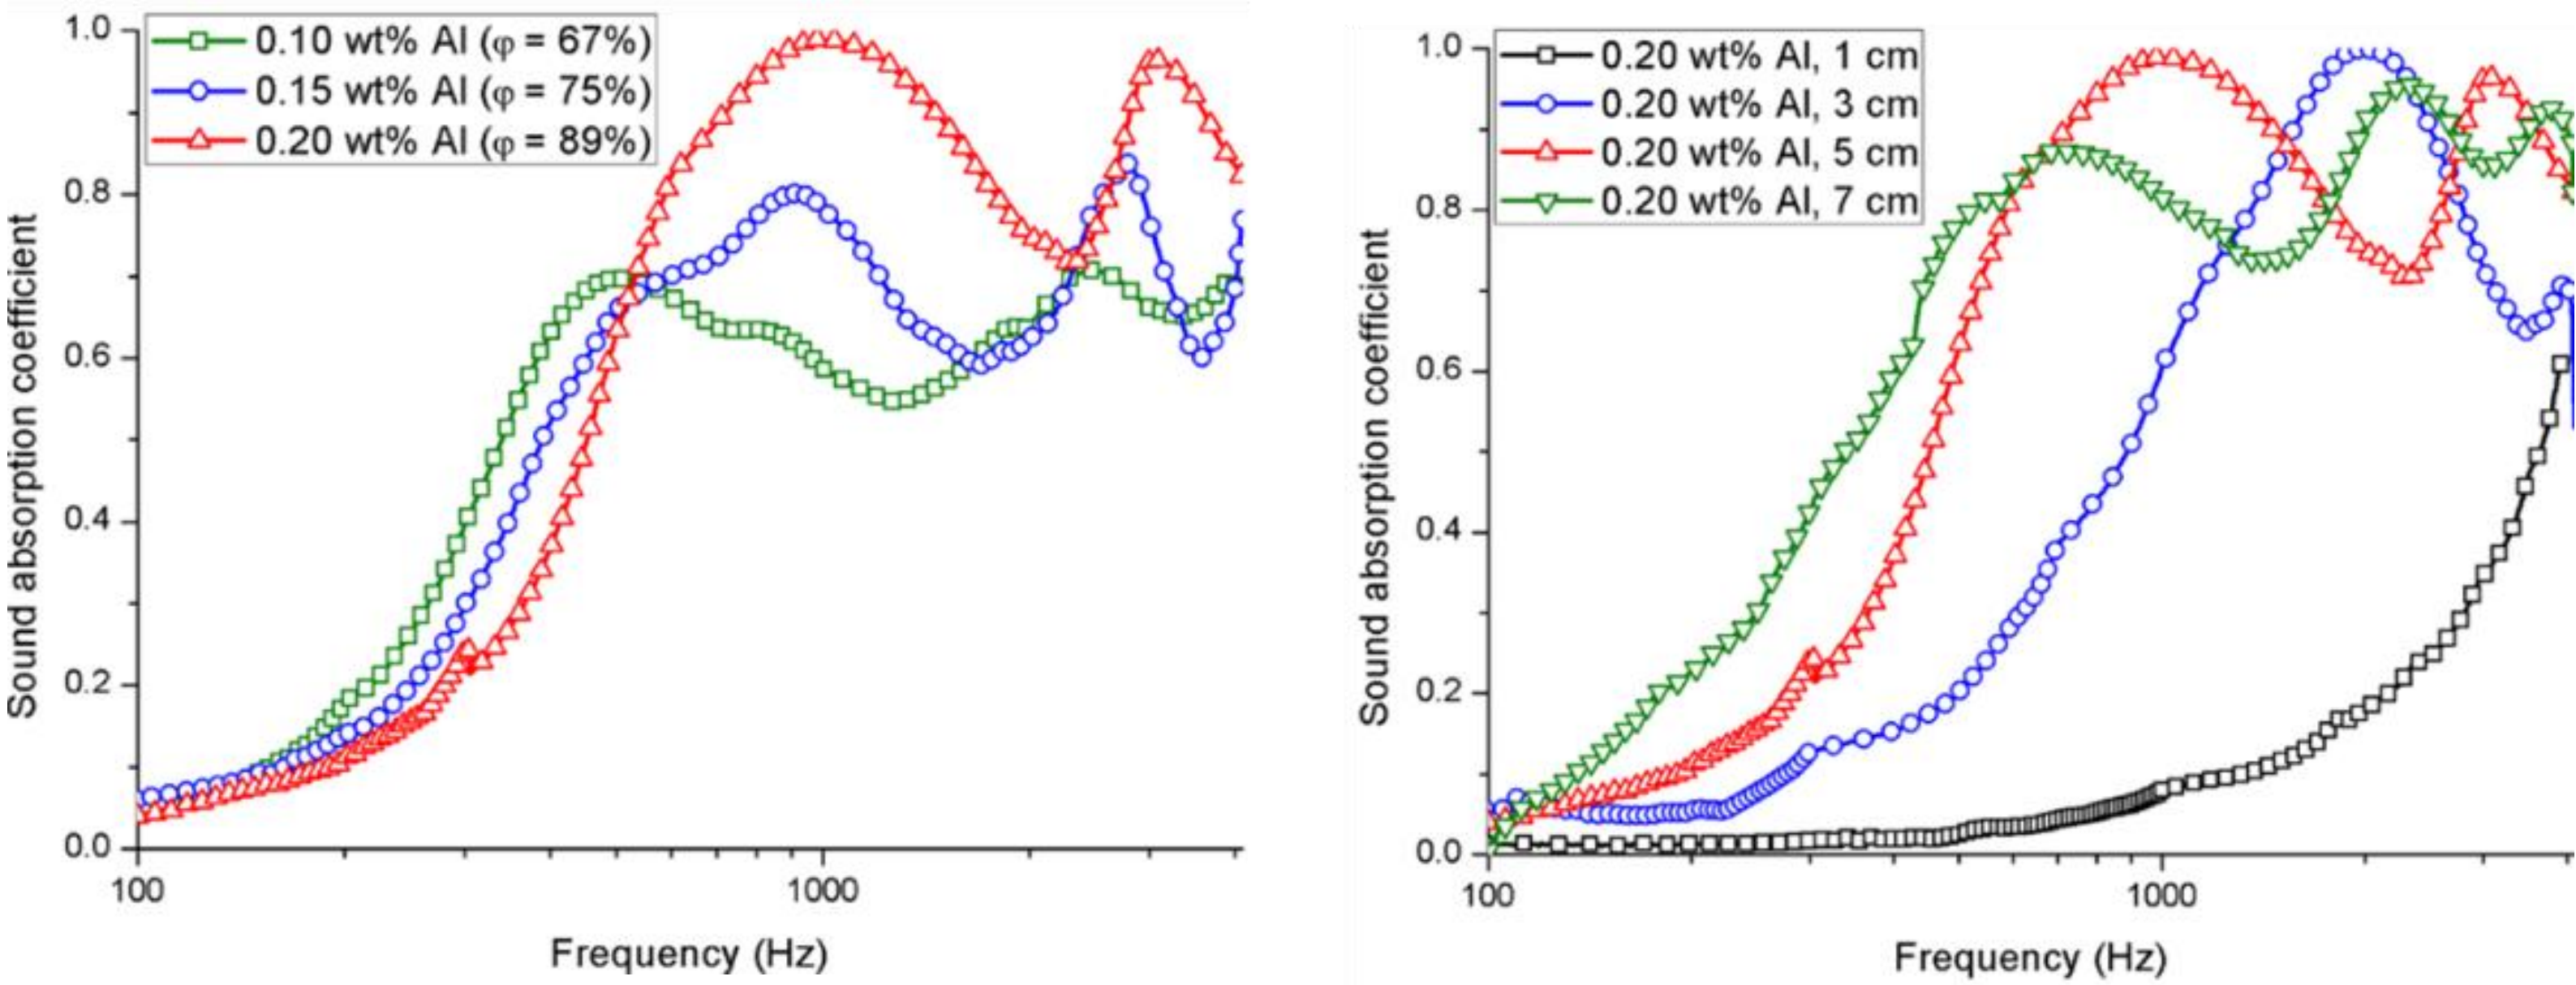 0.10 wt% Al (φ = 67%)
0.15 wt% Al (φ = 75%)
0.20 wt% Al (φ = 89%)
1.0
0.8
0.6
0.4
0.2
0.0
Sound absorption coefficient
100
1000
Frequency (Hz)
0.20 wt% Al, 1 cm
0.20 wt% Al, 3 cm
0.20 wt% Al, 5 cm
0.20 wt% Al, 7 cm
1.0
0.8
0.6
0.4
0.2
0.0
Sound absorption coefficient
100
1000
Frequency (Hz)